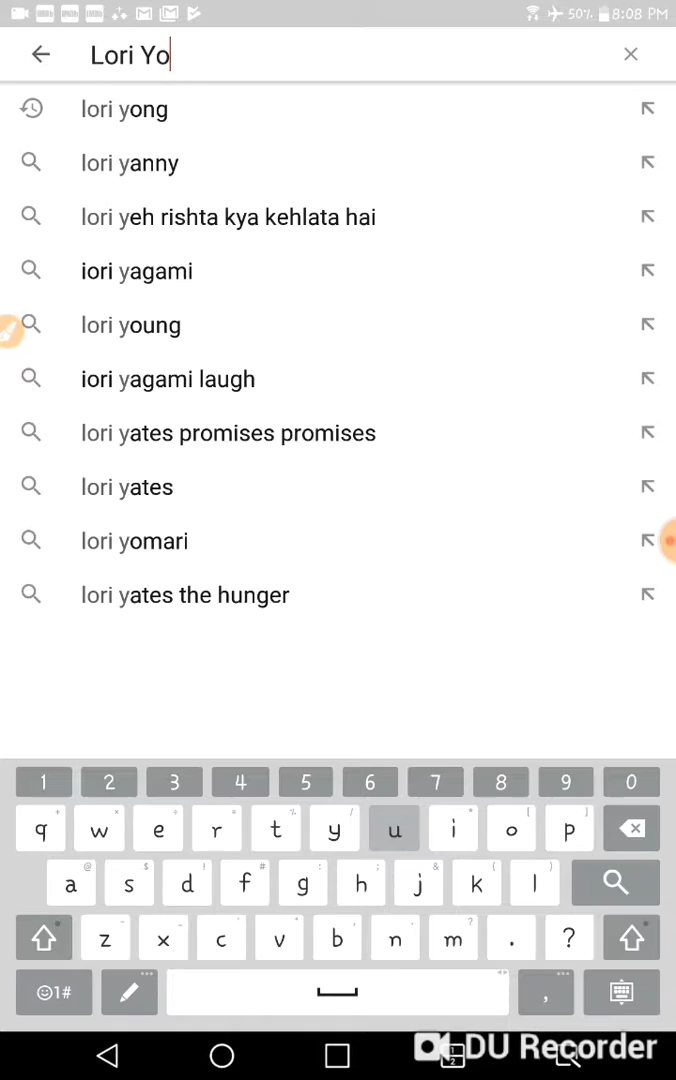 50% 8:08 PM
Lori Yo
lori yong
lori yanny
lori yeh rishta kya kehlata hai
iori yagami
lori young
iori yagami laugh
lori yates promises promises
lori yates
lori yomari
lori yates the hunger
1 2 3 4 5 6 7 8 9 0
q w e r t y u i o p
a s d f g h j k l
z x c v b n m . ?
☺1# ,
DU Recorder